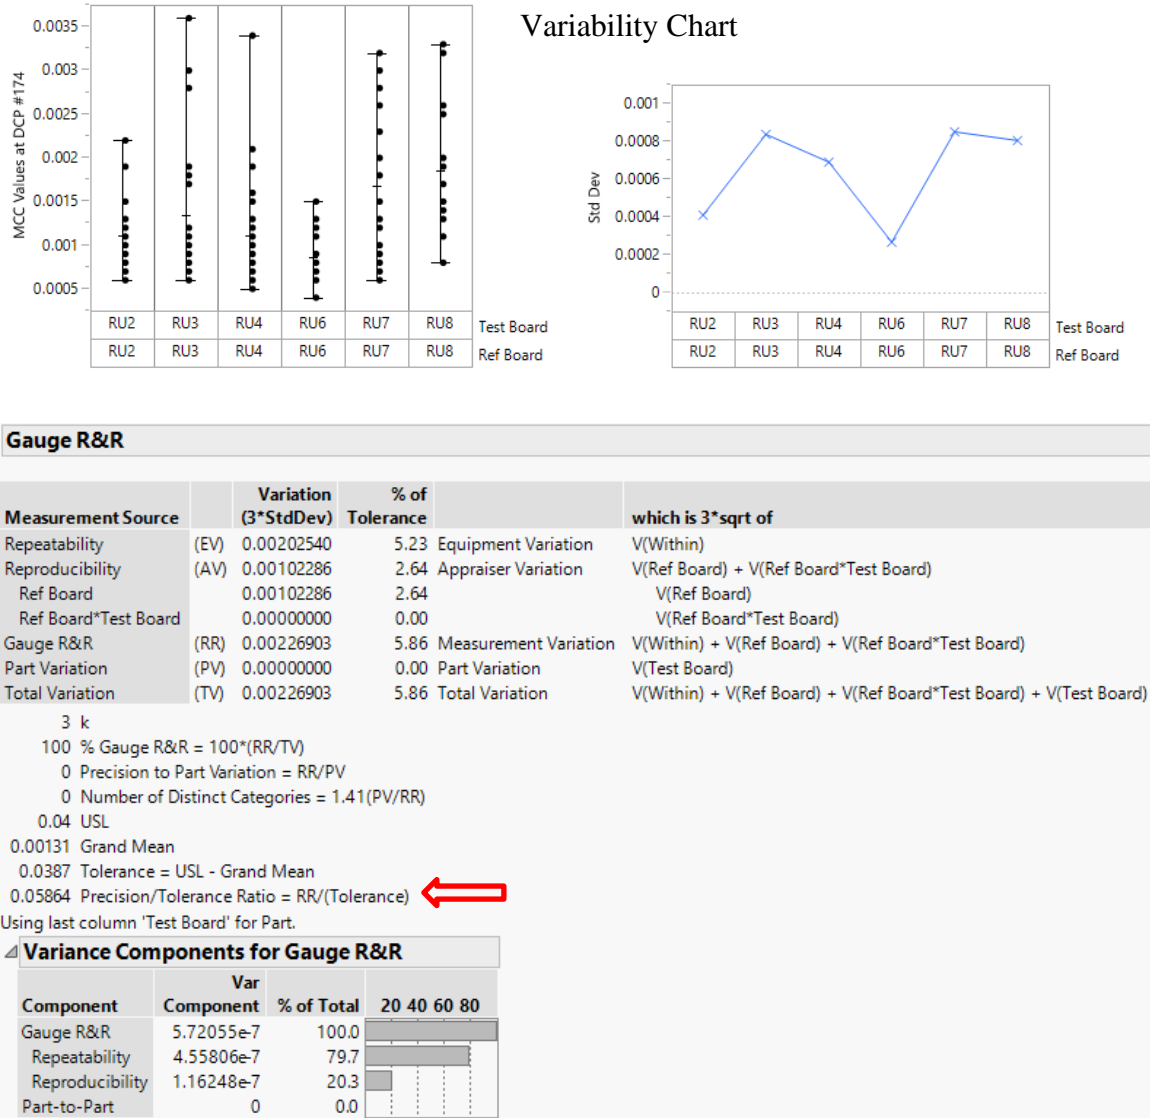 Variability Chart
0.0035
0.003
0.0025
0.002
0.0015
0.001
0.0005
MCC Values at DCP #174
RU2 RU3 RU4 RU6 RU7 RU8 Test Board
RU2 RU3 RU4 RU6 RU7 RU8 Ref Board
0.001
0.0008
0.0006
0.0004
0.0002
0
Std Dev
RU2 RU3 RU4 RU6 RU7 RU8 Test Board
RU2 RU3 RU4 RU6 RU7 RU8 Ref Board
Gauge R&R
Variation % of
Measurement Source (3*StdDev) Tolerance which is 3*sqrt of
Repeatability (EV) 0.00202540 5.23 Equipment Variation V(Within)
Reproducibility (AV) 0.00102286 2.64 Appraiser Variation V(Ref Board) + V(Ref Board*Test Board)
Ref Board 0.00102286 2.64 V(Ref Board)
Ref Board*Test Board 0.00000000 0.00 V(Ref Board*Test Board)
Gauge R&R (RR) 0.00226903 5.86 Measurement Variation V(Within) + V(Ref Board) + V(Ref Board*Test Board)
Part Variation (PV) 0.00000000 0.00 Part Variation V(Test Board)
Total Variation (TV) 0.00226903 5.86 Total Variation V(Within) + V(Ref Board) + V(Ref Board*Test Board) + V(Test Board)
3 k
100 % Gauge R&R = 100*(RR/TV)
0 Precision to Part Variation = RR/PV
0 Number of Distinct Categories = 1.41(PV/RR)
0.04 USL
0.00131 Grand Mean
0.0387 Tolerance = USL - Grand Mean
0.05864 Precision/Tolerance Ratio = RR/(Tolerance)
Using last column 'Test Board' for Part.
Variance Components for Gauge R&R
Var
Component Component % of Total 20 40 60 80
Gauge R&R 5.72055e-7 100.0
Repeatability 4.55806e-7 79.7
Reproducibility 1.16248e-7 20.3
Part-to-Part 0 0.0